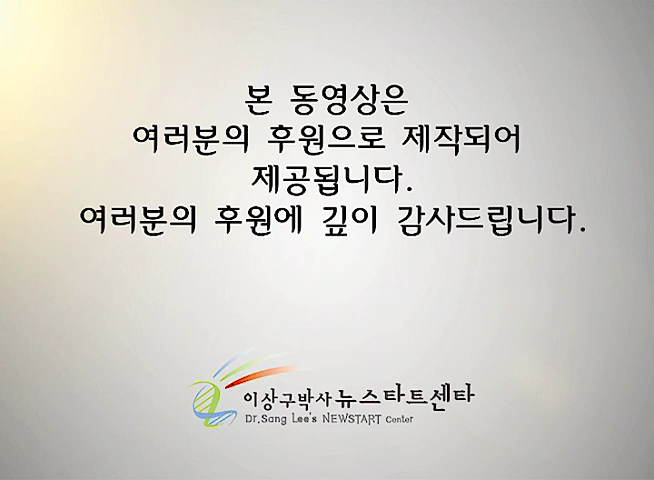 본 동영상은
여러분의 후원으로 제작되어
제공됩니다.
여러분의 후원에 깊이 감사드립니다.
이상구박사 뉴스타트센타
Dr.Sang Lee's NEWSTART Center